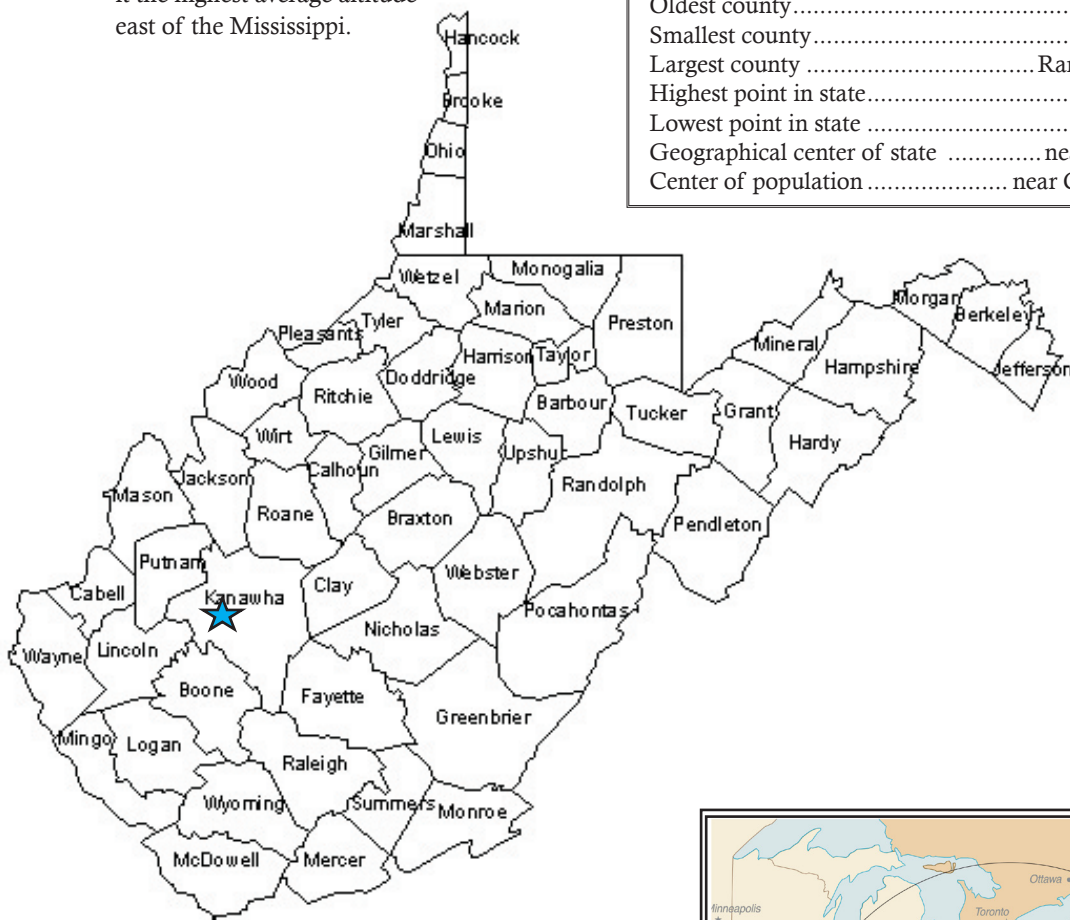 it the highest average altitude
east of the Mississippi.
Oldest county
Smallest county
Largest county
Highest point in state
Lowest point in state
Geographical center of state
Center of population near
Hancock
Brooke
Ohio
Marshall
Wetzel
Monogalia
Marion
Preston
Tyler
Pleasants
Harrison
Taylor
Doddridge
Wood
Ritchie
Barbour
Tucker
Mineral
Morgan
Berkeley
Jefferson
Hampshire
Grant
Hardy
Wirt
Gilmer
Lewis
Upshur
Calhoun
Jackson
Randolph
Mason
Roane
Braxton
Pendleton
Putnam
Cabell
Kanawha
Clay
Webster
Pocahontas
Nicholas
Wayne
Lincoln
Boone
Fayette
Greenbrier
Mingo
Logan
Raleigh
Wyoming
Summers
Monroe
McDowell
Mercer
Ottawa
Toronto